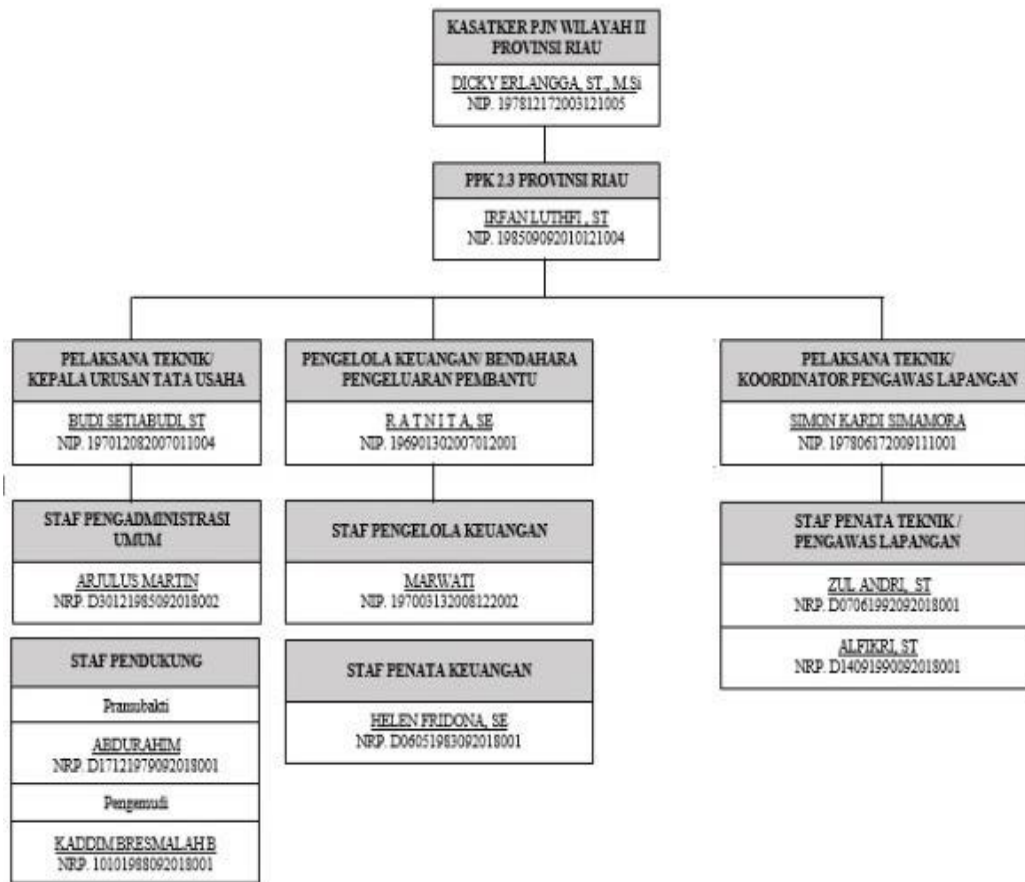 KASATKER PJN WILAYAH II
PROVINSI RIAU
DICKY ERLANGGA, ST., M.Si
NIP. 197812172003121005
PPK 2.3 PROVINSI RIAU
IRFAN LUTHFI , ST
NIP. 198509092010121004
PELAKSANA TEKNIK/
KEPALA URUSAN TATA USAHA
BUDI SETIABUDI, ST
NIP. 197012082007011004
PENGELOLA KEUANGAN/ BENDAHARA
PENGELUARAN PEMBANTU
R A T N I T A, SE
NIP. 196901302007012001
PELAKSANA TEKNIK/
KOORDINATOR PENGAWAS LAPANGAN
SIMON KARDI SIMAMORA
NIP. 197806172009111001
STAF PENGADMINISTRASI
UMUM
ARJULUS MARTIN
NRP. D30121985092018002
STAF PENGELOLA KEUANGAN
MARWATI
NIP. 197003132008122002
STAF PENATA TEKNIK /
PENGAWAS LAPANGAN
ZUL ANDRI, ST
NRP. D07061992092018001
ALFIKRI, ST
NRP. D14091990092018001
STAF PENDUKUNG
Pramubakti
ABDURAHIM
NRP. D17121979092018001
Pengemudi
KADDIM BRESMALAH B
NRP. 10101988092018001
STAF PENATA KEUANGAN
HELEN FRIDONA, SE
NRP. D06051983092018001